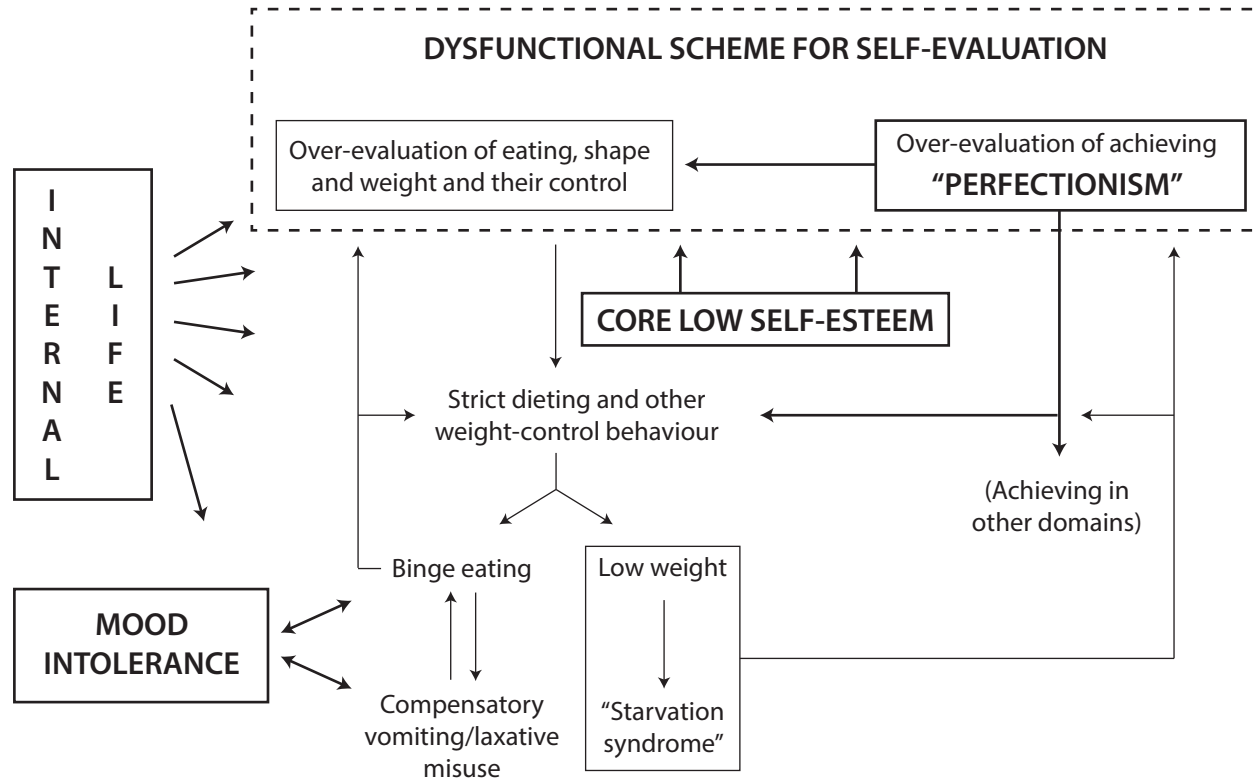 DYSFUNCTIONAL SCHEME FOR SELF-EVALUATION
Over-evaluation of eating, shape
and weight and their control
Over-evaluation of achieving
“PERFECTIONISM”
INTERNAL
LIFE
CORE LOW SELF-ESTEEM
Strict dieting and other
weight-control behaviour
(Achieving in
other domains)
Binge eating
Low weight
MOOD
INTOLERANCE
Compensatory
vomiting/laxative
misuse
“Starvation
syndrome”